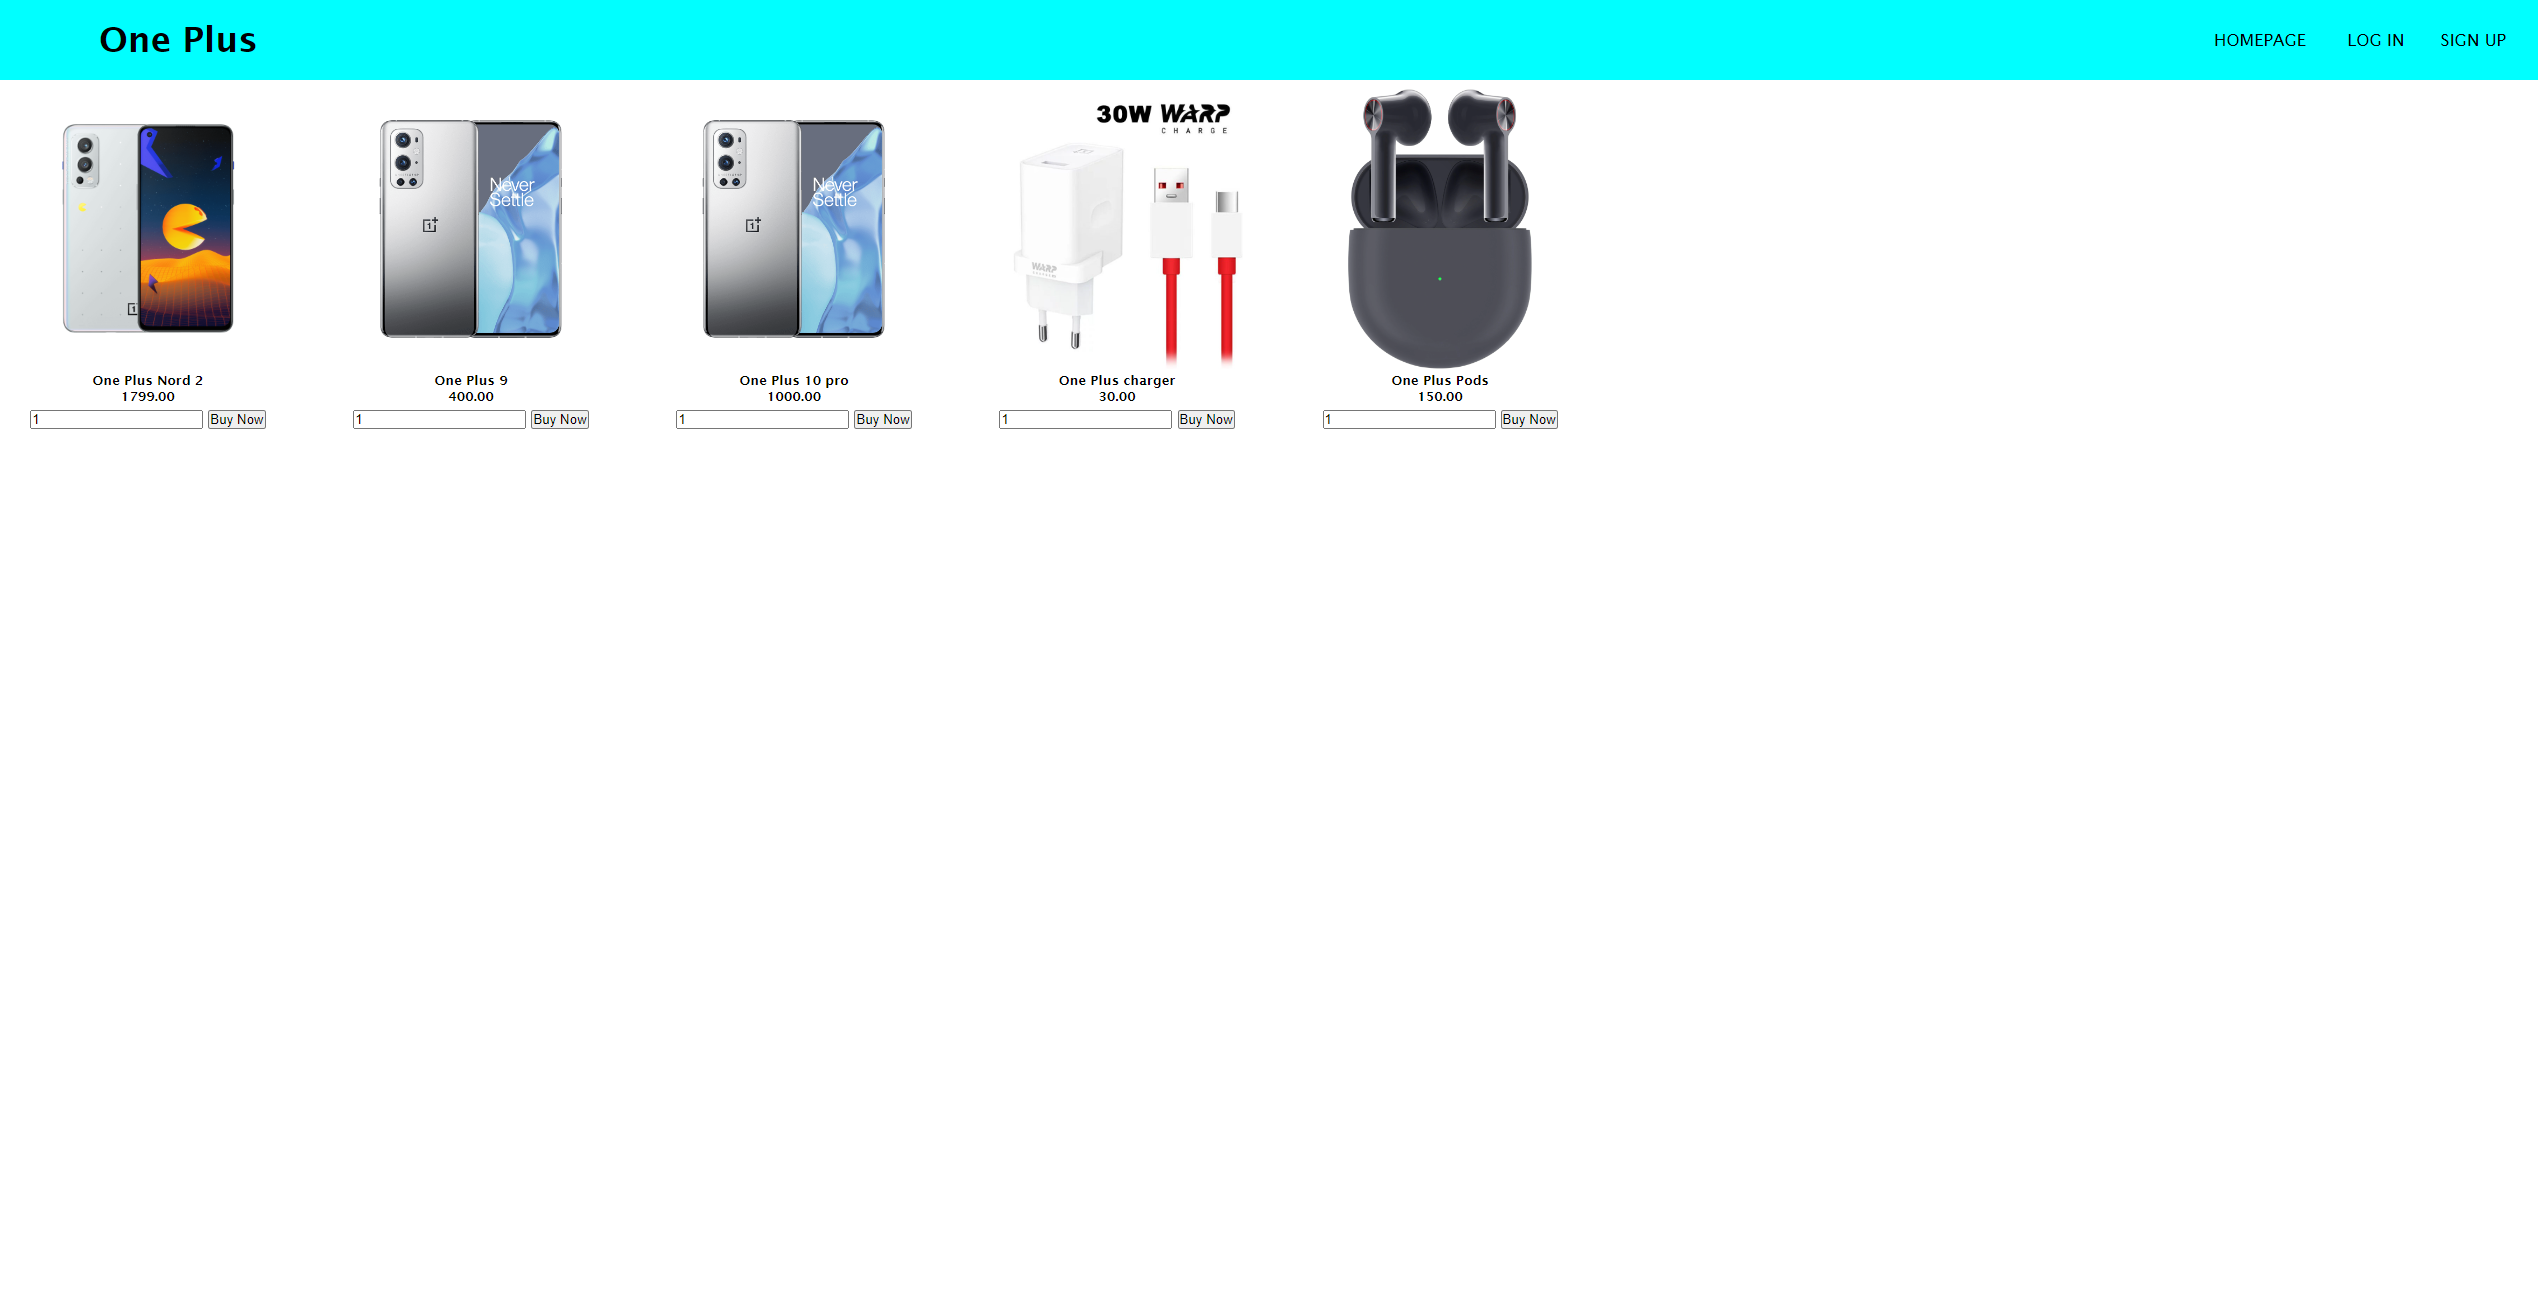 One Plus
HOMEPAGE LOG IN SIGN UP
Never
Settle
Never
Settle
30W WARP
CHARGE
WARP
One Plus Nord 2
1799.00
1 Buy Now
One Plus 9
400.00
1 Buy Now
One Plus 10 pro
1000.00
1 Buy Now
One Plus charger
30.00
1 Buy Now
One Plus Pods
150.00
1 Buy Now